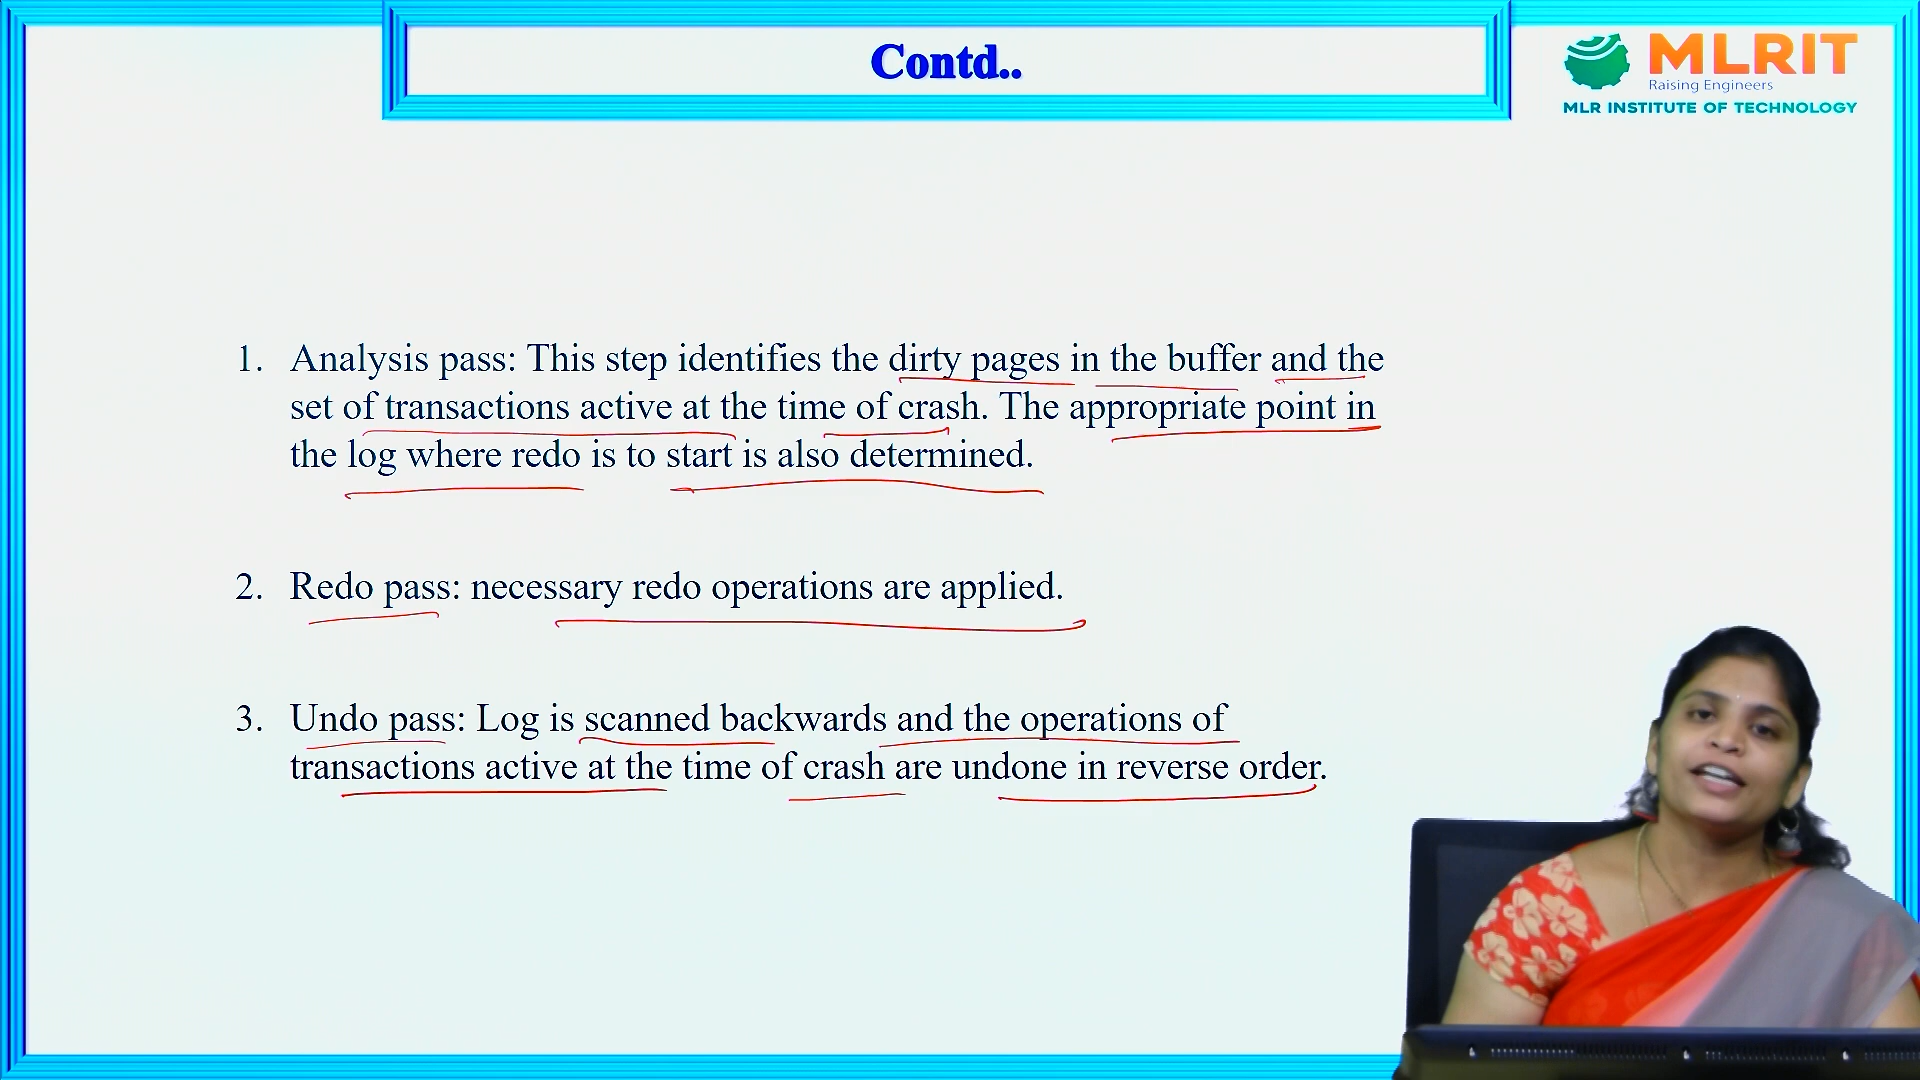 Contd..
MLRIT
Raising Engineers
MLR INSTITUTE OF TECHNOLOGY
1. Analysis pass: This step identifies the dirty pages in the buffer and the
set of transactions active at the time of crash. The appropriate point in
the log where redo is to start is also determined.
2. Redo pass: necessary redo operations are applied.
3. Undo pass: Log is scanned backwards and the operations of
transactions active at the time of crash are undone in reverse order.